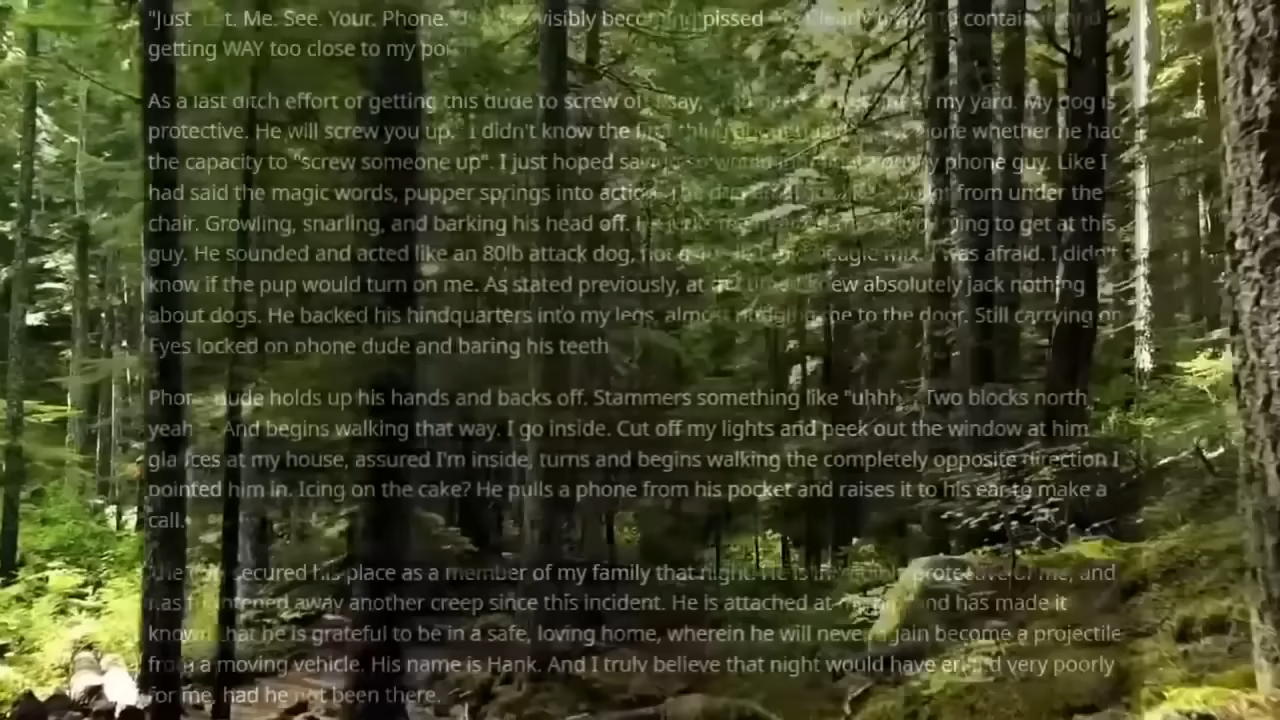 "Just Let. Me. See. Your. Phone." visibly becoming pissed Clearly trying to contain
getting WAY too close to my
As a last ditch effort of getting this dude to screw off I say, my yard. My dog is
protective. He will screw you up." I didn't know the first thing about whether he had
the capacity to "screw someone up". I just hoped phone guy. Like I
had said the magic words, pupper springs into action. from under the
chair. Growling, snarling, and barking his head off. trying to get at this
guy. He sounded and acted like an 80lb attack dog, not a beagle mix. I was afraid. I didn't
know if the pup would turn on me. As stated previously, at knew absolutely jack nothing
about dogs. He backed his hindquarters into my legs, almost nudging me to the door. Still carrying on
Eyes locked on phone dude and baring his teeth
Phone dude holds up his hands and backs off. Stammers something like "uhhh, Two blocks north,
yeah And begins walking that way. I go inside. Cut off my lights and peek out the window at him
glances at my house, assured I'm inside, turns and begins walking the completely opposite direction I
pointed him in. Icing on the cake? He pulls a phone from his pocket and raises it to his ear to make a
call.
secured his place as a member of my family that night. He is protective of me, and
has frightened away another creep since this incident. He is attached at and has made it
known that he is grateful to be in a safe, loving home, wherein he will never again become a projectile
from a moving vehicle. His name is Hank. And I truly believe that night would have ended very poorly
for me, had he not been there.